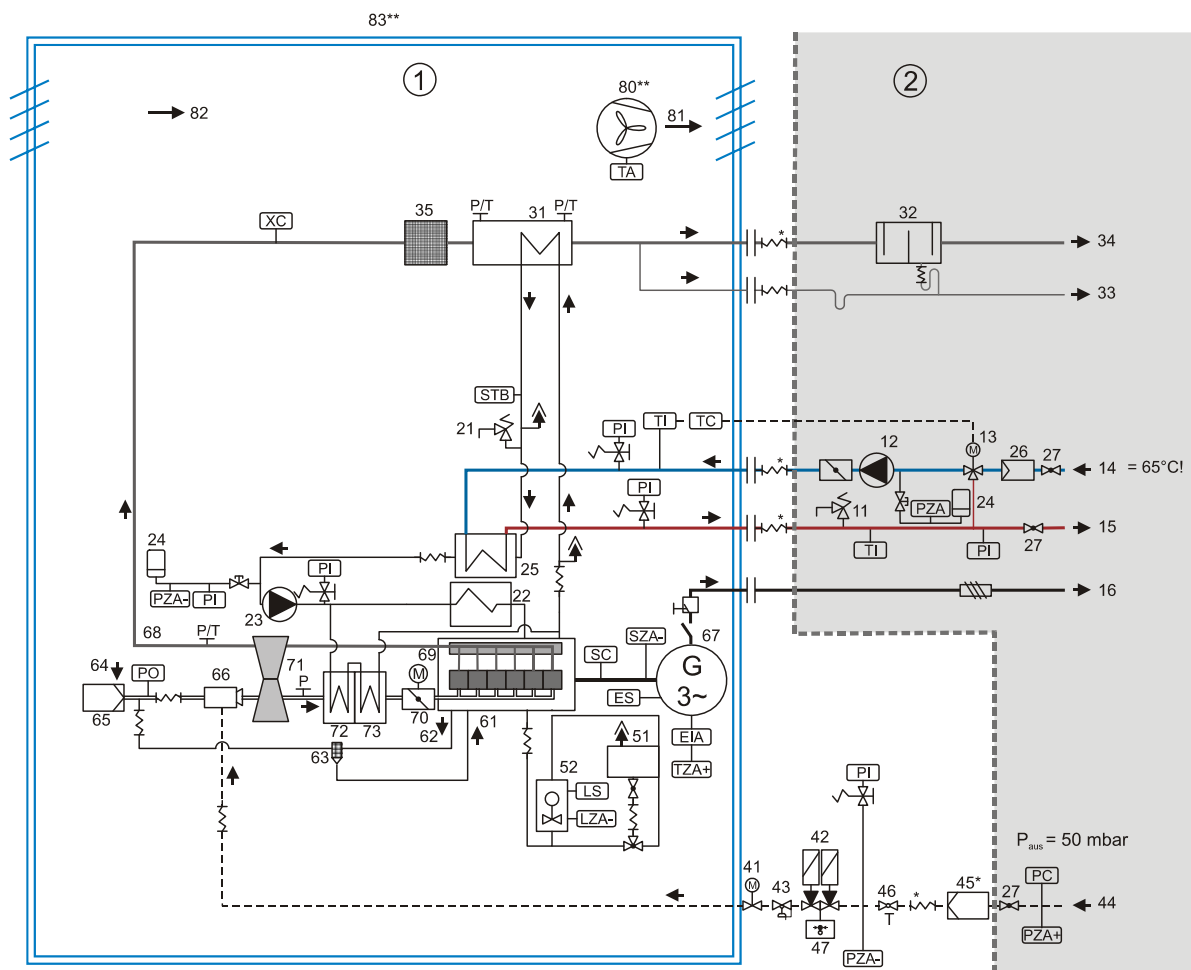 83**
1
2
82
80**
81
TA
XC
35
P/T
31
P/T
32
*
34
33
STB
21
PI
TI
TC
13
12
M
26
27
14 = 65°C!
*
PI
11
PZA
24
*
15
TI
PI
27
24
25
PI
PZA-
PI
23
22
16
68
P/T
67
SZA-
64
PO
66
71
P
69
M
SC
G
3~
65
ES
72
73
70
62
61
51
EIA
63
TZA+
52
LS
LZA-
PI
42
P aus = 50 mbar
41
M
43
46
*
45*
27
PC
44
T
47
PZA-
PZA+